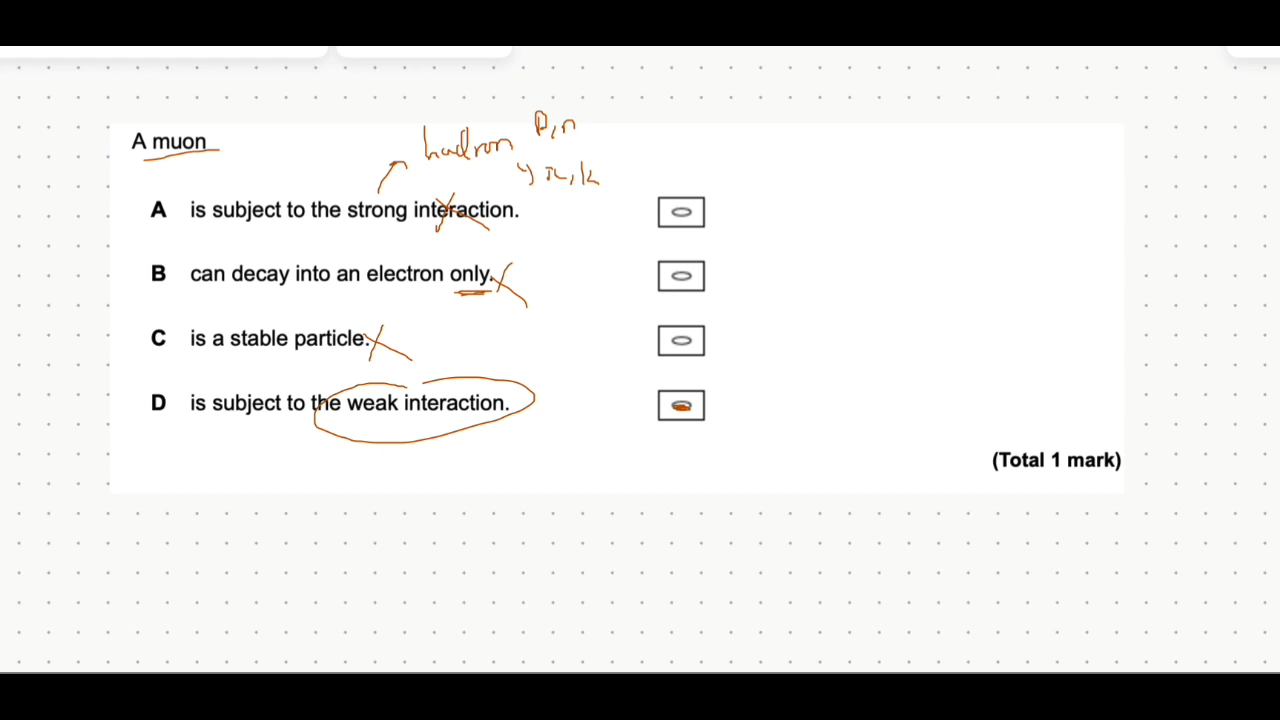 A muon
hadron p, n
π, k
A is subject to the strong interaction.
B can decay into an electron only.
C is a stable particle.
D is subject to the weak interaction.
(Total 1 mark)